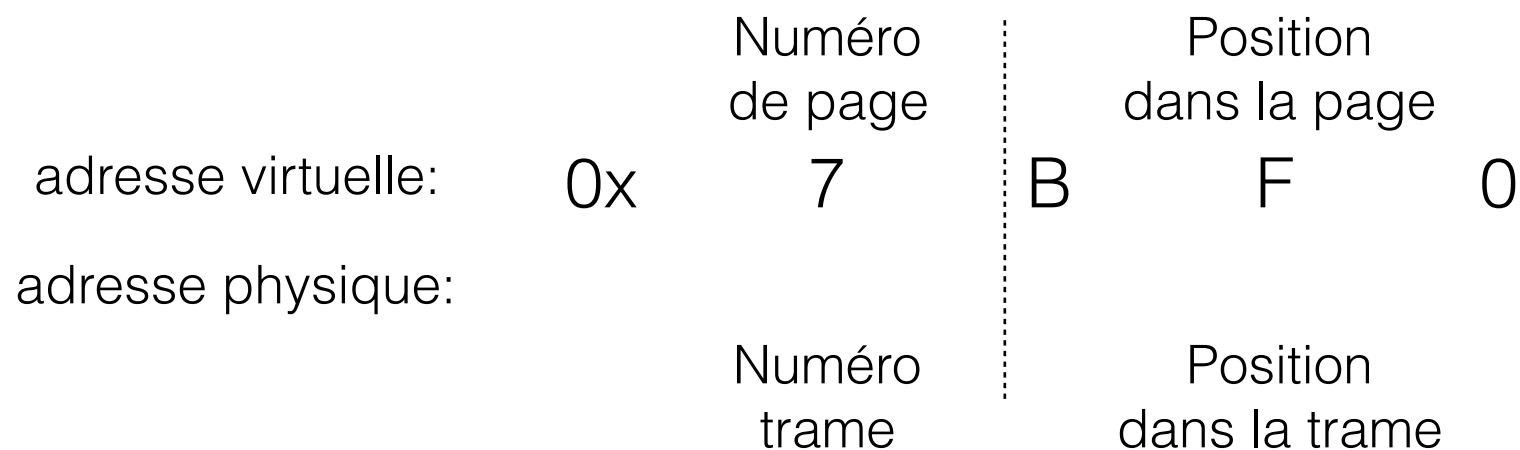 Numéro Position
de page dans la page
adresse virtuelle: 0x 7 B F 0
adresse physique:
Numéro Position
trame dans la trame